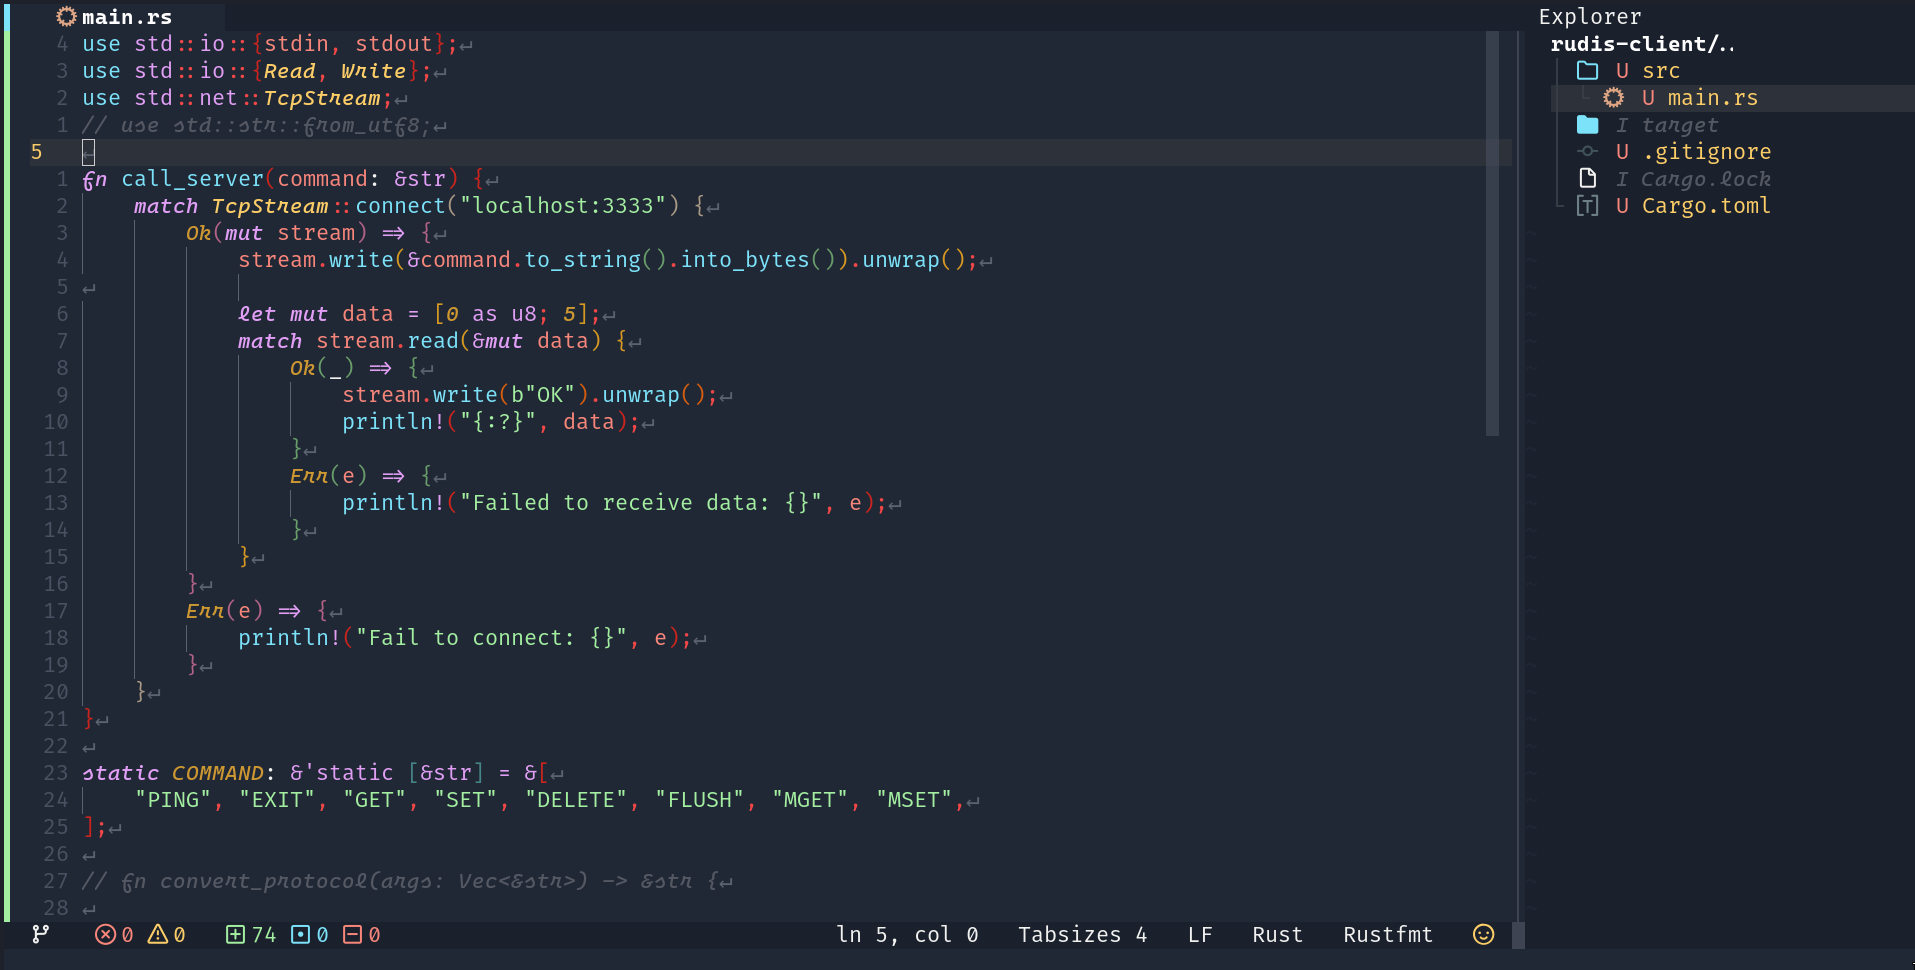 main.rs
4 use std::io::{stdin, stdout};↵
3 use std::io::{Read, Write};↵
2 use std::net::TcpStream;↵
1 // use std::str::from_utf8;↵
5 ↵
1 fn call_server(command: &str) {↵
2     match TcpStream::connect("localhost:3333") {↵
3         Ok(mut stream) => {↵
4             stream.write(&command.to_string().into_bytes()).unwrap();↵
5 ↵
6             let mut data = [0 as u8; 5];↵
7             match stream.read(&mut data) {↵
8                 Ok(_) => {↵
9                     stream.write(b"OK").unwrap();↵
10                     println!("{:?}", data);↵
11                 }↵
12                 Err(e) => {↵
13                     println!("Failed to receive data: {}", e);↵
14                 }↵
15             }↵
16         }↵
17         Err(e) => {↵
18             println!("Fail to connect: {}", e);↵
19         }↵
20     }↵
21 }↵
22 ↵
23 static COMMAND: &'static [&str] = &[↵
24     "PING", "EXIT", "GET", "SET", "DELETE", "FLUSH", "MGET", "MSET",↵
25 ];↵
26 ↵
27 // fn convert_protocol(args: Vec<&str>) -> &str {↵
28 ↵
0 0 74 0 0 ln 5, col 0 Tabsizes 4 LF Rust Rustfmt
Explorer
rudis-client/..
U src
U main.rs
I target
U .gitignore
I Cargo.lock
[T] U Cargo.toml